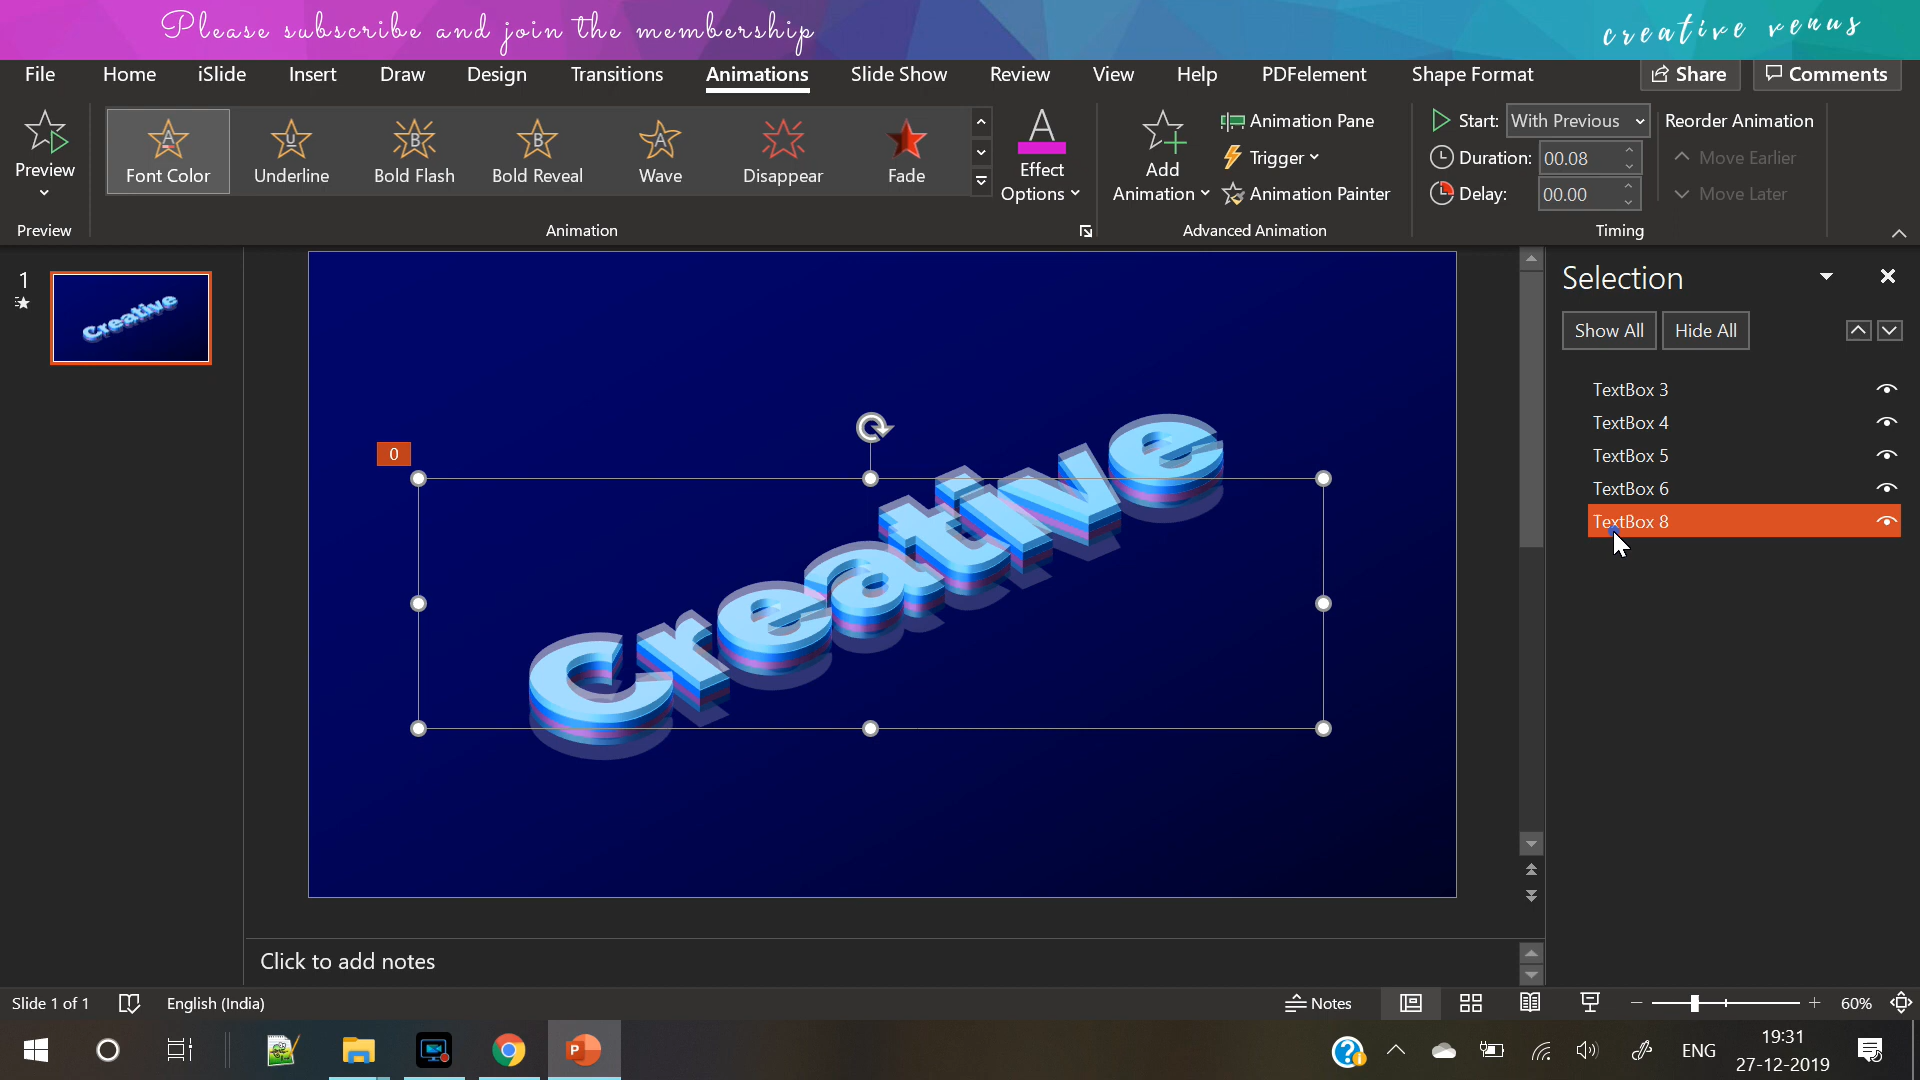 Please subscribe and join the membership
creative venus
File Home iSlide Insert Draw Design Transitions Animations Slide Show Review View Help PDFelement Shape Format Share Comments
Preview
Font Color
Underline
Bold Flash
Bold Reveal
Wave
Disappear
Fade
Effect
Options
Add
Animation
Animation Pane
Trigger
Animation Painter
Start: With Previous
Duration: 00.08
Delay: 00.00
Reorder Animation
Move Earlier
Move Later
Preview
Animation
Advanced Animation
Timing
1
Creative
0
Creative
Selection
Show All Hide All
TextBox 3
TextBox 4
TextBox 5
TextBox 6
TextBox 8
Click to add notes
Slide 1 of 1 English (India) Notes 60%
ENG
19:31
27-12-2019